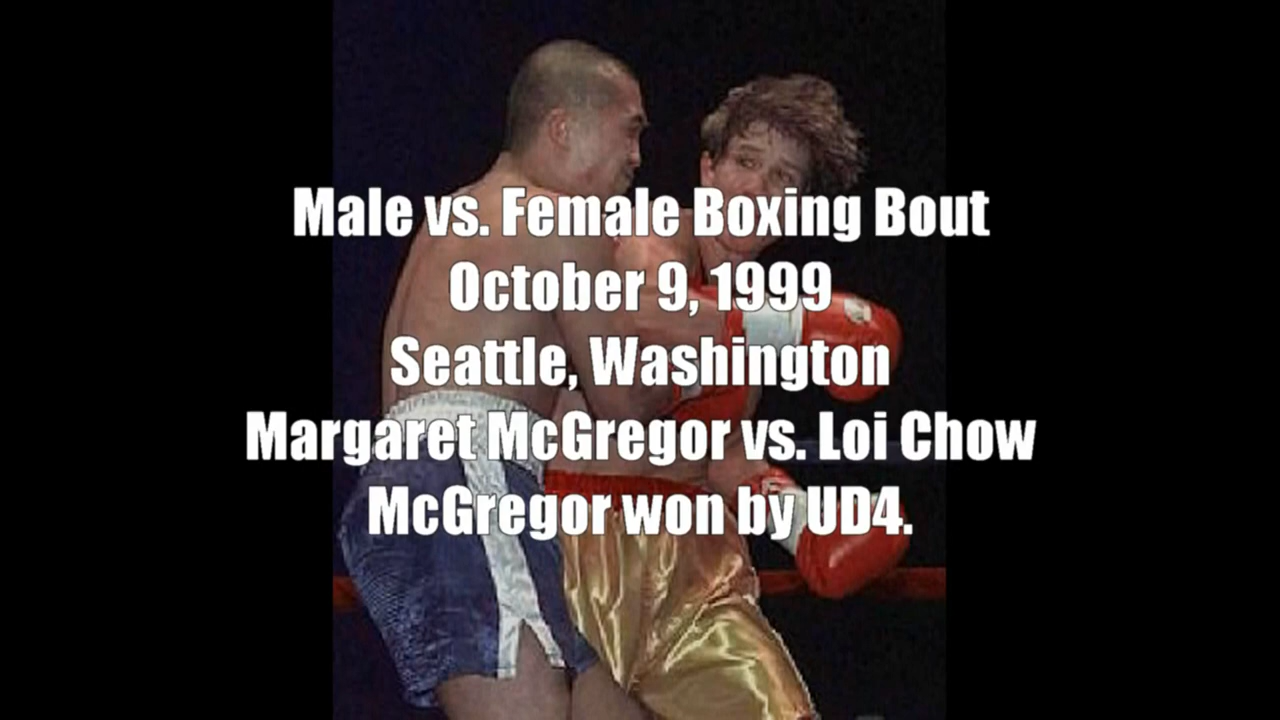 Male vs. Female Boxing Bout
October 9, 1999
Seattle, Washington
Margaret McGregor vs. Loi Chow
McGregor won by UD4.